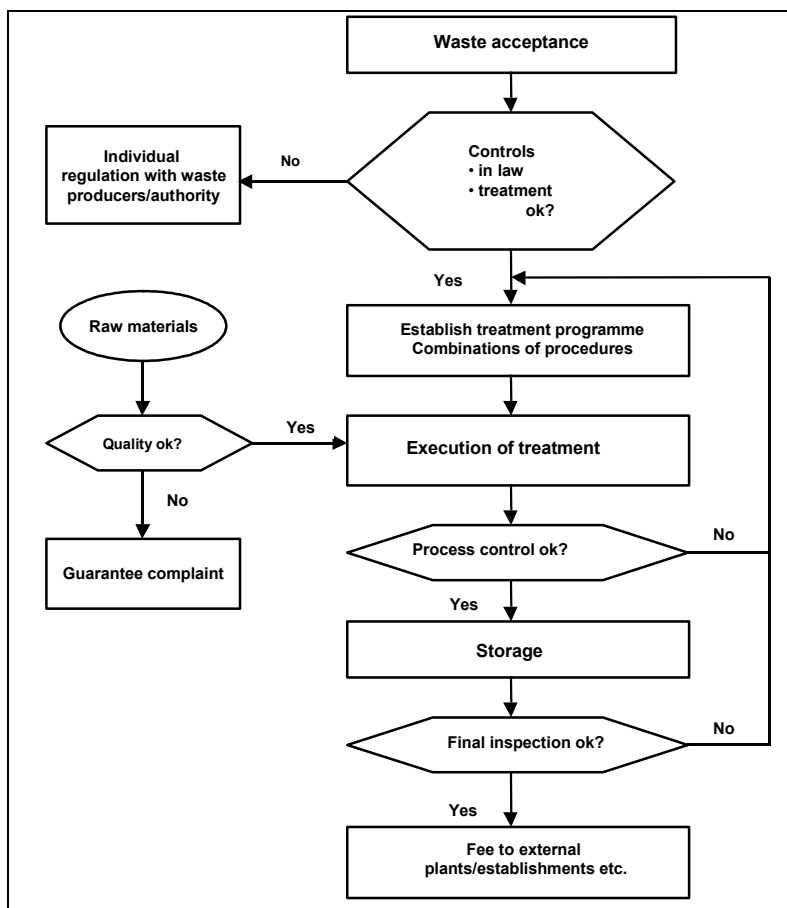 Waste acceptance
Individual
regulation with waste
producers/authority
No
Controls
• in law
• treatment
ok?
Yes
Raw materials
Establish treatment programme
Combinations of procedures
Quality ok?
Yes
Execution of treatment
No
Guarantee complaint
Process control ok?
No
Yes
Storage
Final inspection ok?
No
Yes
Fee to external
plants/establishments etc.